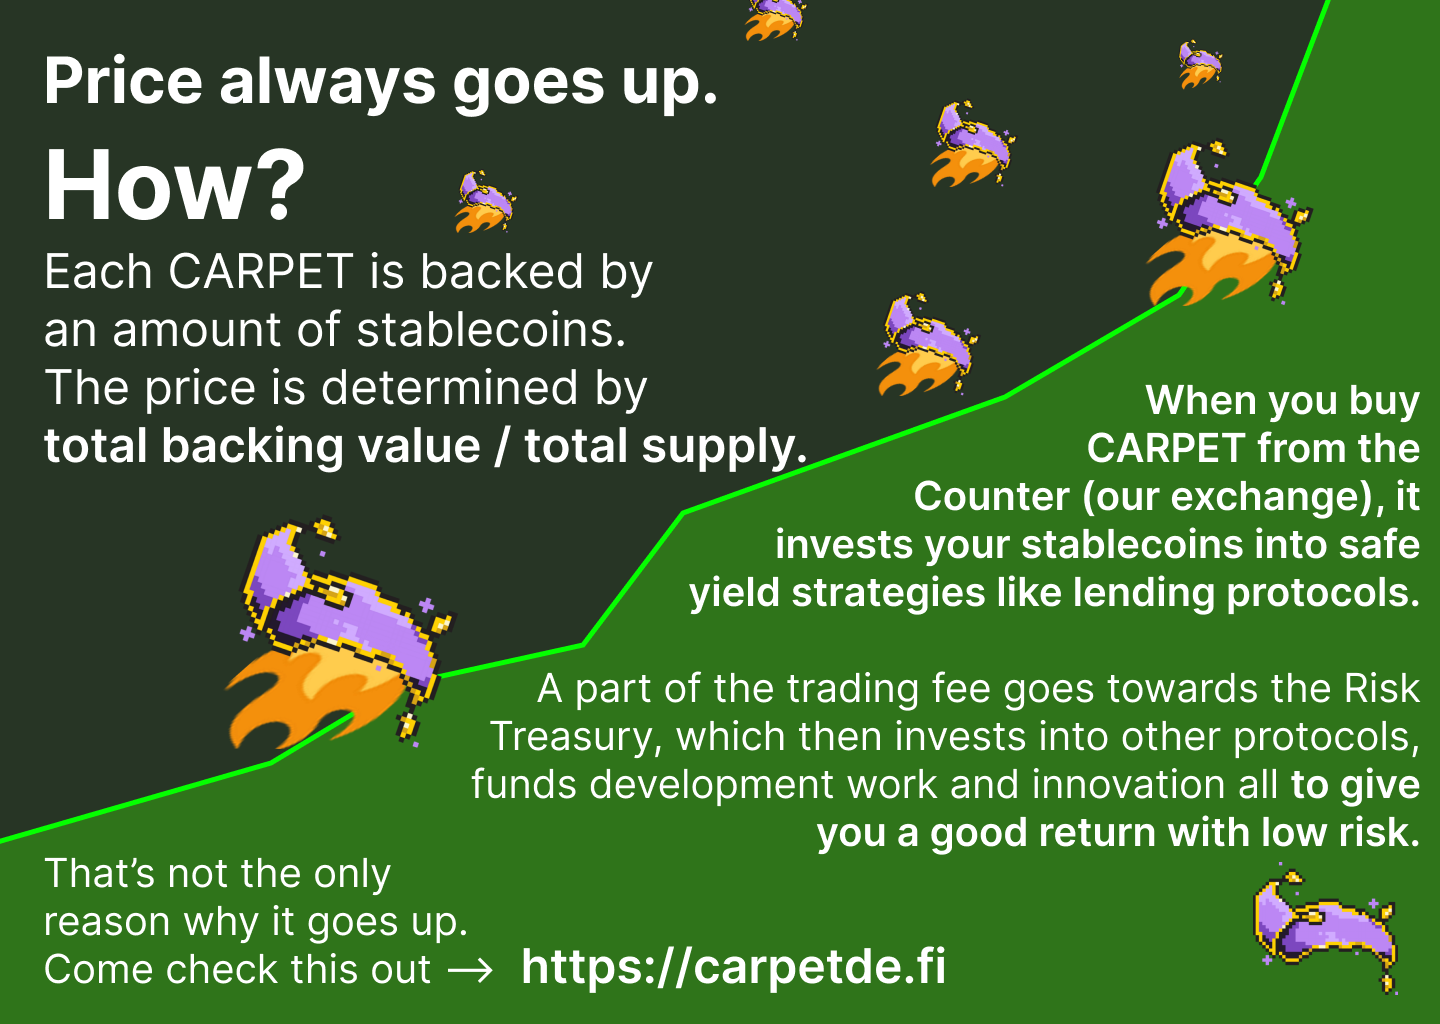 Price always goes up.
How?
Each CARPET is backed by
an amount of stablecoins.
The price is determined by
total backing value / total supply.
When you buy
CARPET from the
Counter (our exchange), it
invests your stablecoins into safe
yield strategies like lending protocols.
A part of the trading fee goes towards the Risk
Treasury, which then invests into other protocols,
funds development work and innovation all to give
you a good return with low risk.
That’s not the only
reason why it goes up.
Come check this out → https://carpetde.fi